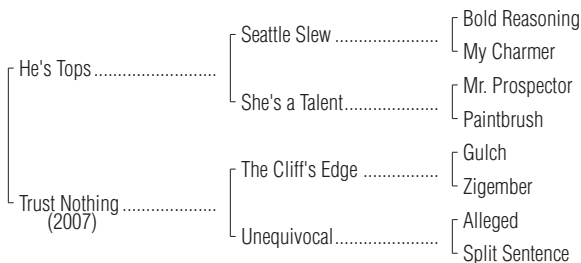 Bold Reasoning
Seattle Slew ........................
My Charmer
He's Tops ............................
Mr. Prospector
She's a Talent......................
Paintbrush
Gulch
The Cliff's Edge .................
Zigember
Trust Nothing .....................
(2007)
Alleged
Unequivocal........................
Split Sentence